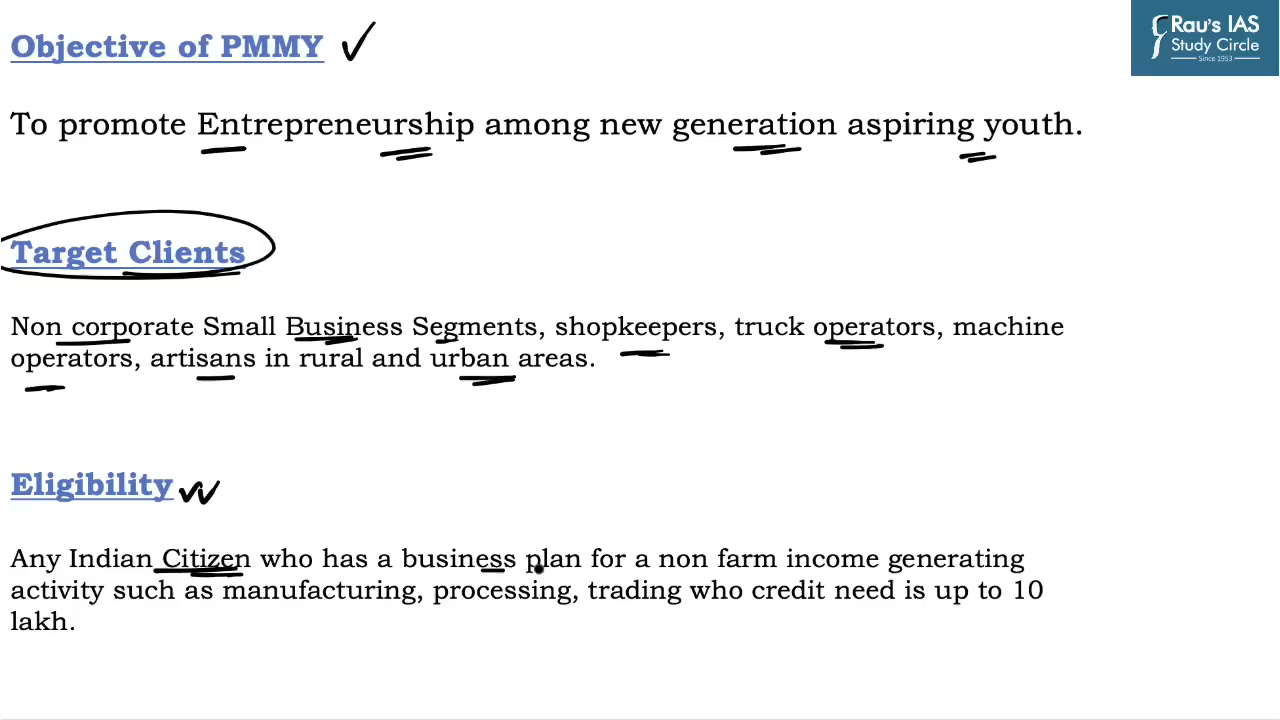 Objective of PMMY
Rau's IAS
Study Circle
Since 1953
To promote Entrepreneurship among new generation aspiring youth.
Target Clients
Non corporate Small Business Segments, shopkeepers, truck operators, machine
operators, artisans in rural and urban areas.
Eligibility
Any Indian Citizen who has a business plan for a non farm income generating
activity such as manufacturing, processing, trading who credit need is up to 10
lakh.